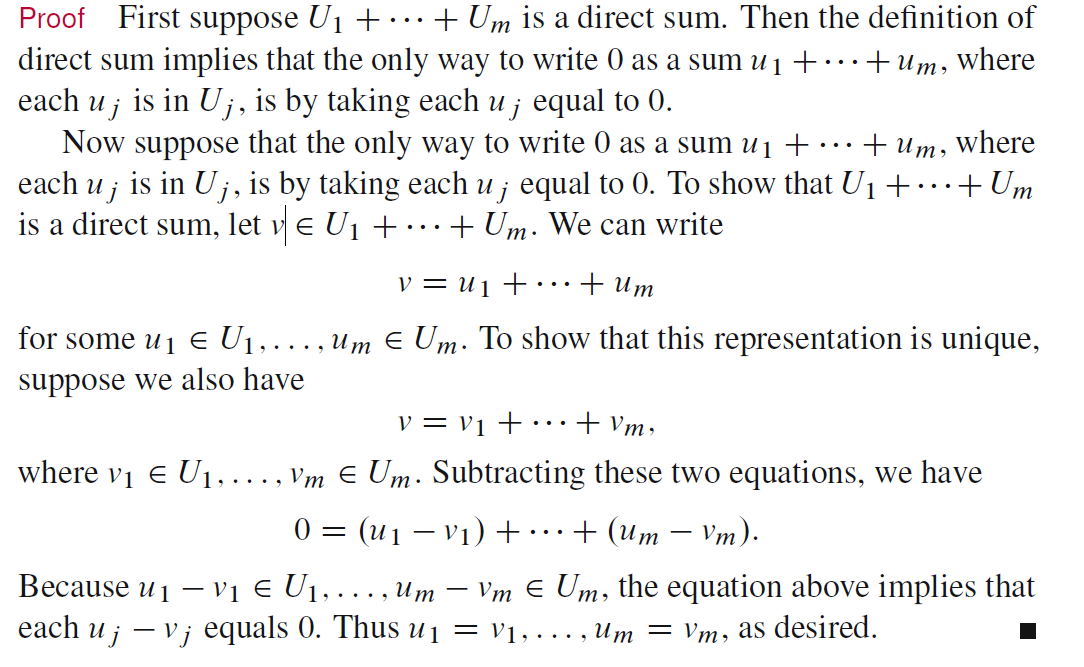 Proof First suppose U₁ + ··· + Uₘ is a direct sum. Then the definition of
direct sum implies that the only way to write 0 as a sum u₁ + ··· + uₘ, where
each uⱼ is in Uⱼ, is by taking each uⱼ equal to 0.
Now suppose that the only way to write 0 as a sum u₁ + ··· + uₘ, where
each uⱼ is in Uⱼ, is by taking each uⱼ equal to 0. To show that U₁ + ··· + Uₘ
is a direct sum, let v ∈ U₁ + ··· + Uₘ. We can write
v = u₁ + ··· + uₘ
for some u₁ ∈ U₁, . . . , uₘ ∈ Uₘ. To show that this representation is unique,
suppose we also have
v = v₁ + ··· + vₘ,
where v₁ ∈ U₁, . . . , vₘ ∈ Uₘ. Subtracting these two equations, we have
0 = (u₁ − v₁) + ··· + (uₘ − vₘ).
Because u₁ − v₁ ∈ U₁, . . . , uₘ − vₘ ∈ Uₘ, the equation above implies that
each uⱼ − vⱼ equals 0. Thus u₁ = v₁, . . . , uₘ = vₘ, as desired. ■